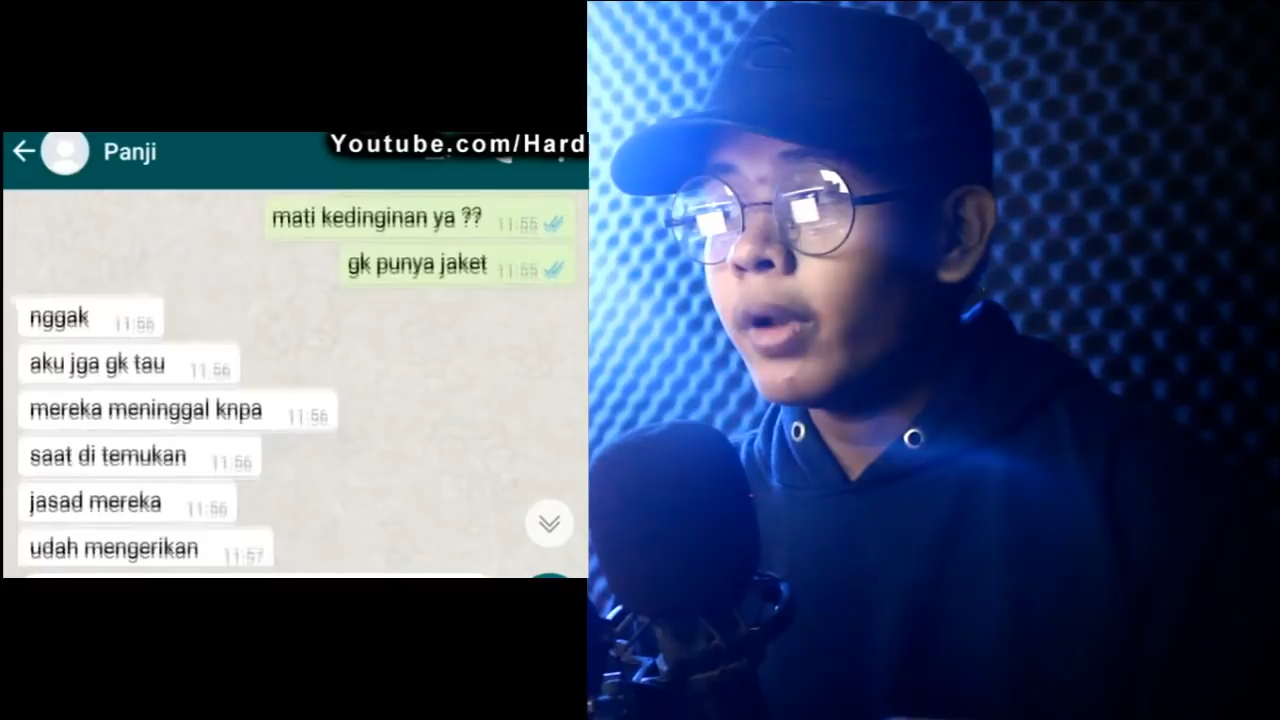 Panji
Youtube.com/Hard
mati kedinginan ya ?? 11:55
gk punya jaket 11:55
nggak 11:56
aku jga gk tau 11:56
mereka meninggal knpa 11:56
saat di temukan 11:56
jasad mereka 11:56
udah mengerikan 11:57